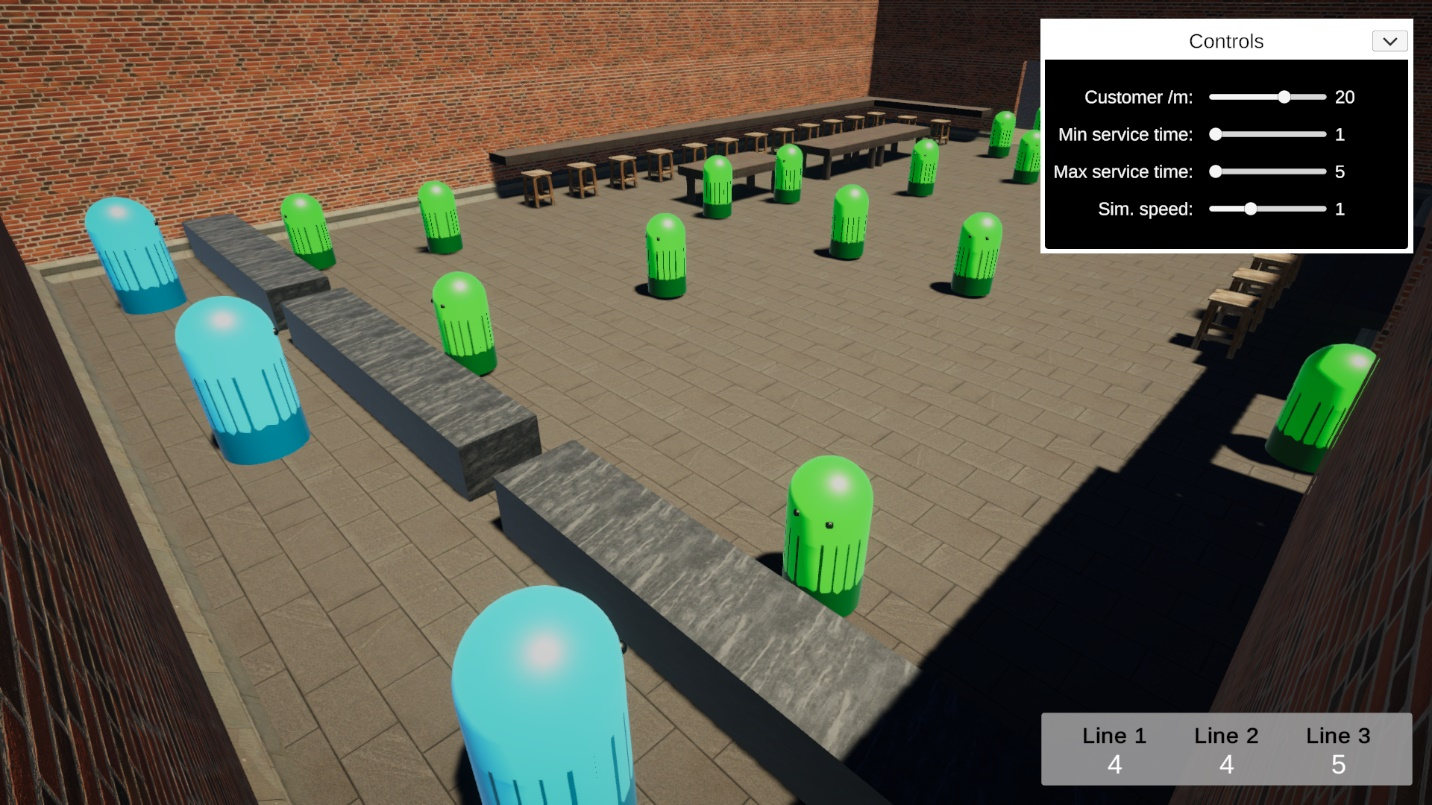 Controls
Customer /m: 20
Min service time: 1
Max service time: 5
Sim. speed: 1
Line 1 Line 2 Line 3
4 4 5